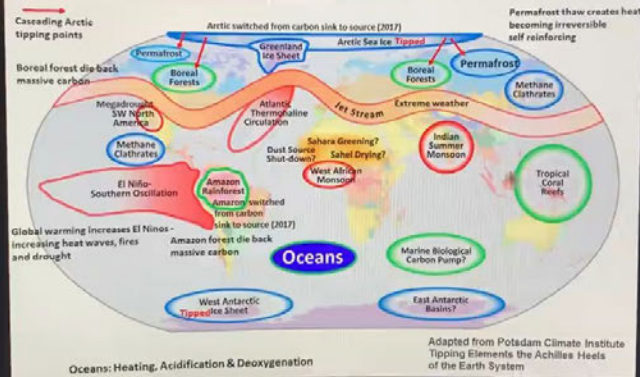 Cascading Arctic
tipping points
Arctic switched from carbon sink to source (2017)
Permafrost thaw creates heat
becoming irreversible
self reinforcing
Arctic Sea Ice Tipped
Greenland
Ice Sheet
Permafrost
Permafrost
Boreal forest die back
massive carbon
Boreal
Forests
Boreal
Forests
Methane
Clathrates
Megadrought
SW North
America
Atlantic
Thermohaline
Circulation
Jet Stream
Extreme weather
Methane
Clathrates
Sahara Greening?
Dust Source
Shut-down?
Sahel Drying?
West African
Monsoon
Indian
Summer
Monsoon
Tropical
Coral
Reefs
El Niño-
Southern Oscillation
Amazon
Rainforest
Amazon switched
from carbon
sink to source (2017)
Global warming increases El Ninos -
increasing heat waves, fires
and drought
Amazon forest die back
massive carbon
Oceans
Marine Biological
Carbon Pump?
West Antarctic
Tipped Ice Sheet
East Antarctic
Basins?
Oceans: Heating, Acidification & Deoxygenation
Adapted from Potsdam Climate Institute
Tipping Elements the Achilles Heels
of the Earth System